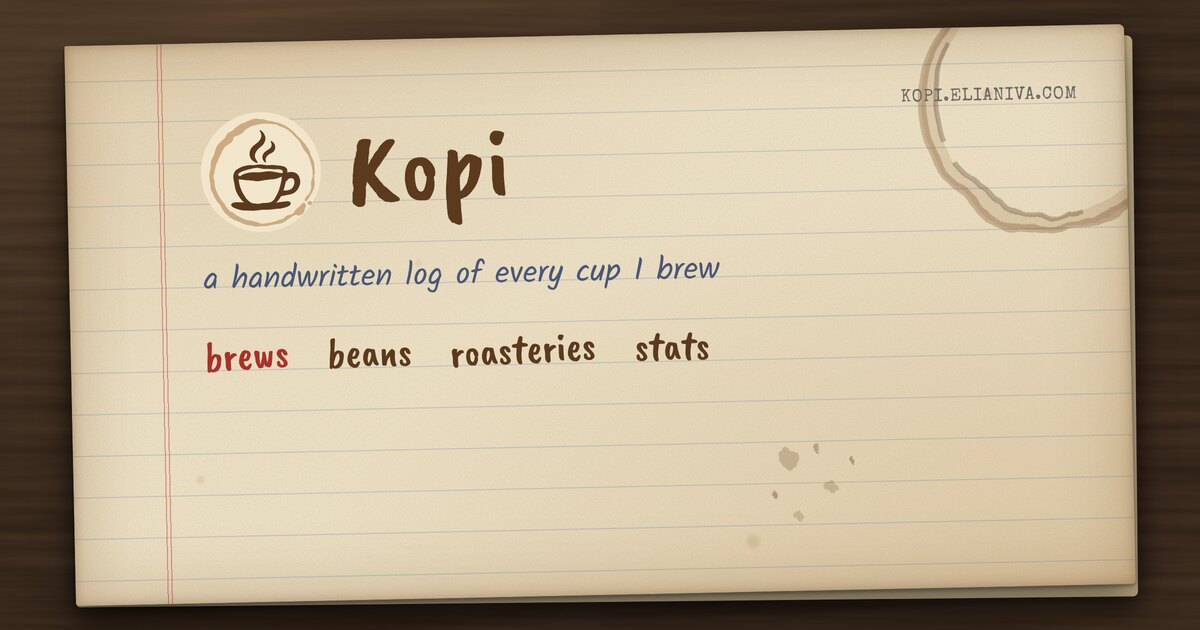 KOPI.ELIANIVA.COM
Kopi
a handwritten log of every cup I brew
brews beans roasteries stats